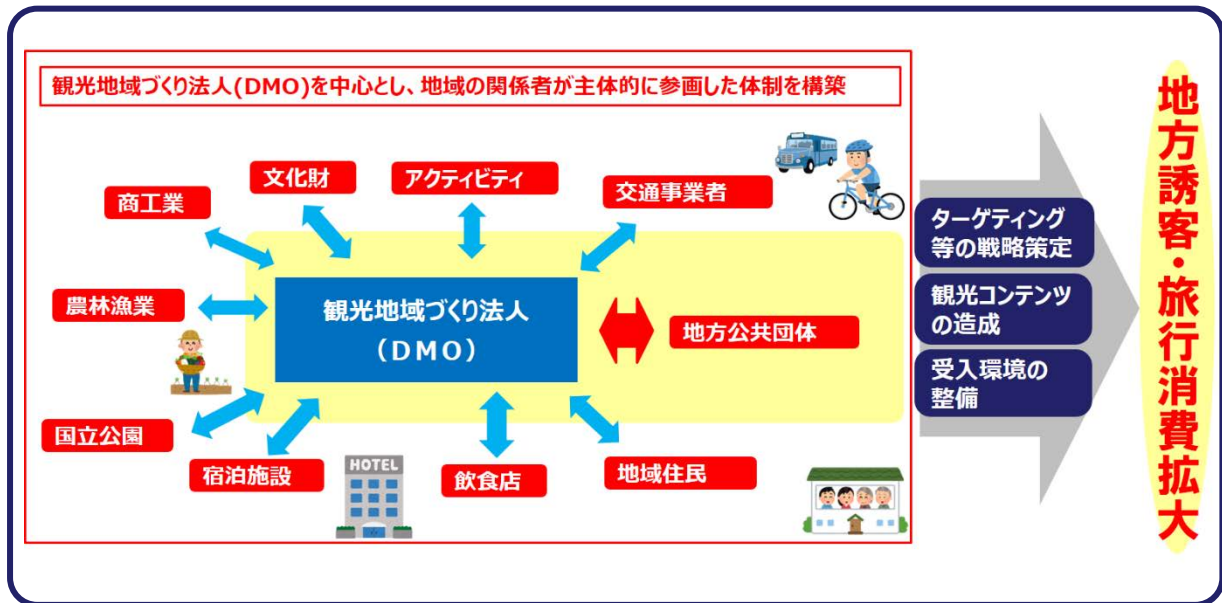 観光地域づくり法人(DMO)を中心とし、地域の関係者が主体的に参画した体制を構築
文化財
アクティビティ
交通事業者
商工業
農林漁業
観光地域づくり法人
(DMO)
地方公共団体
国立公園
宿泊施設
HOTEL
飲食店
地域住民
ターゲティング
等の戦略策定
観光コンテンツ
の造成
受入環境の
整備
地方誘客・旅行消費拡大